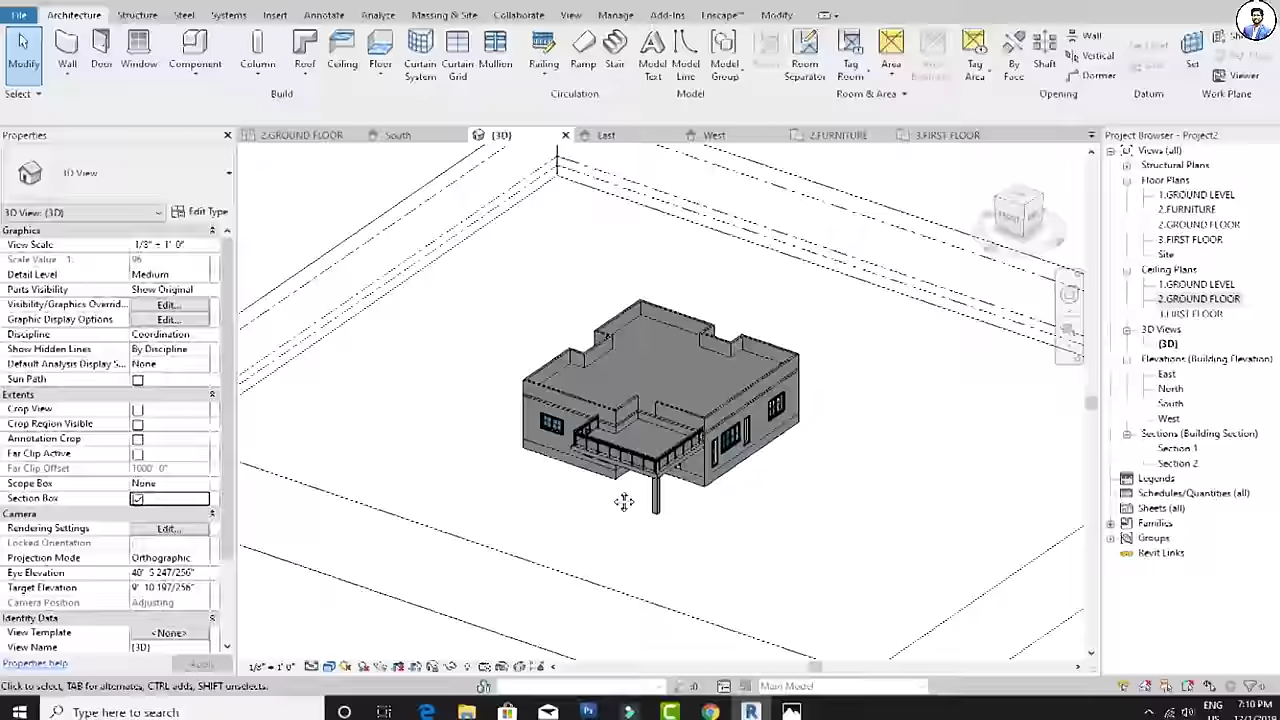 File Architecture Structure Steel Systems Insert Annotate Analyze Massing & Site Collaborate View Manage Add-Ins Enscape™ Modify
Modify Wall Door Window Component Column Roof Ceiling Floor Curtain System Curtain Grid Mullion Railing Ramp Stair Model Text Model Line Model Group Room Separator Tag Room Area Tag Area By Face Shaft Wall Vertical Dormer Set Viewer
Select Build Circulation Model Room & Area Opening Datum Work Plane
Properties 2.GROUND FLOOR South {3D} East West 2.FURNITURE 3.FIRST FLOOR Project Browser - Project2
3D View
3D View: {3D} Edit Type
Graphics
View Scale 1/8" = 1' 0"
Scale Value 1: 96
Detail Level Medium
Parts Visibility Show Original
Visibility/Graphics Overrid... Edit...
Graphic Display Options Edit...
Discipline Coordination
Show Hidden Lines By Discipline
Default Analysis Display S... None
Sun Path
Extents
Crop View
Crop Region Visible
Annotation Crop
Far Clip Active
Far Clip Offset 1000' 0"
Scope Box None
Section Box
Camera
Rendering Settings Edit...
Locked Orientation
Projection Mode Orthographic
Eye Elevation 40' 5 247/256"
Target Elevation 9' 10 197/256"
Camera Position Adjusting
Identity Data
View Template <None>
View Name {3D}
Properties help Apply
FRONT
Views (all)
Structural Plans
Floor Plans
1.GROUND LEVEL
2.FURNITURE
2.GROUND FLOOR
3.FIRST FLOOR
Site
Ceiling Plans
1.GROUND LEVEL
2.GROUND FLOOR
3.FIRST FLOOR
3D Views
{3D}
Elevations (Building Elevation)
East
North
South
West
Sections (Building Section)
Section 1
Section 2
Legends
Schedules/Quantities (all)
Sheets (all)
Families
Groups
Revit Links
1/8" = 1' 0"
Click to select, TAB for alternates, CTRL adds, SHIFT unselects. :0 Main Model :0
Type here to search ENG 7:10 PM